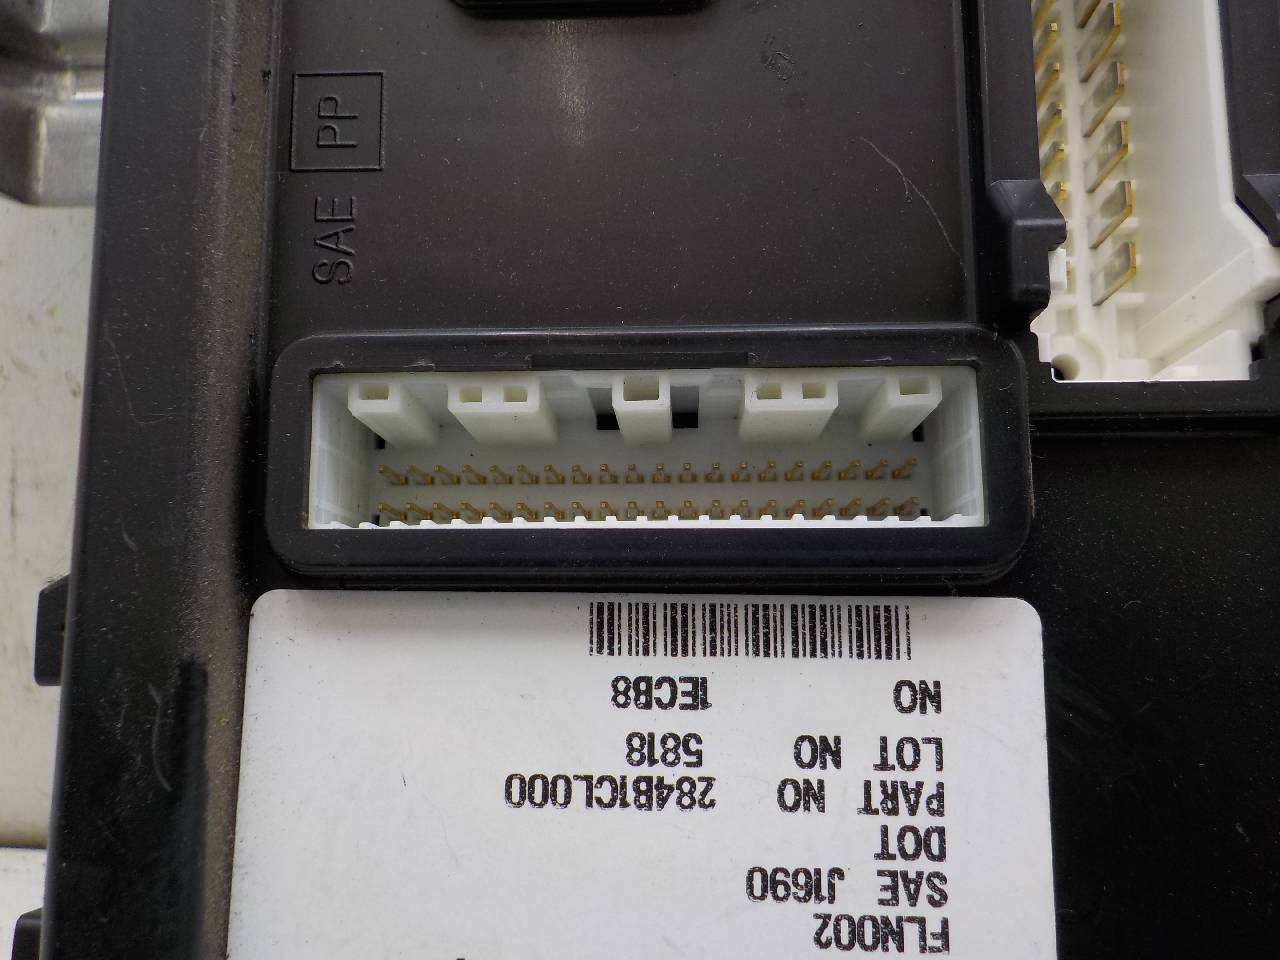 SAE PP
FLN002
SAE J1690
DOT
PART NO 284B1CL000
LOT NO 5818
NO 1ECB8